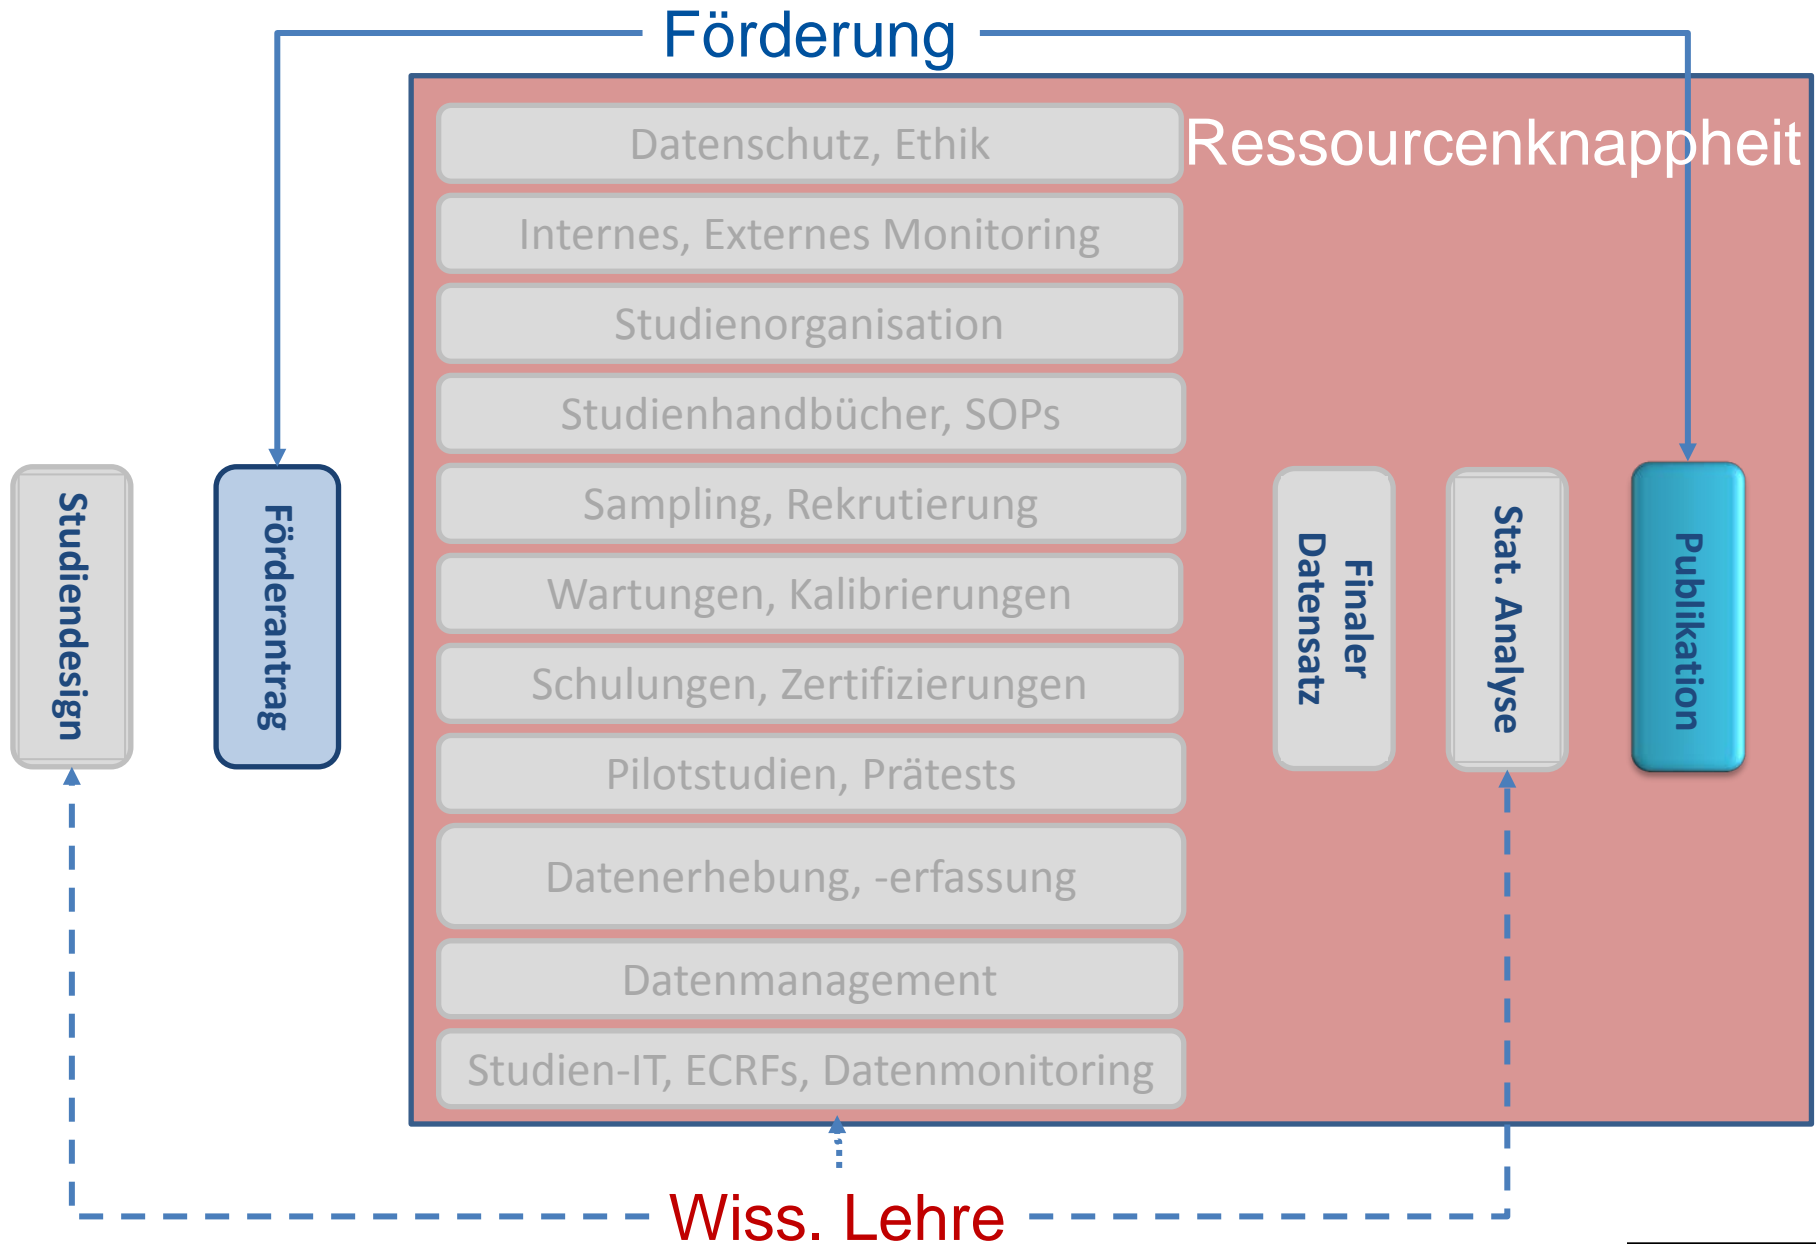 Förderung
Ressourcenknappheit
Datenschutz, Ethik
Internes, Externes Monitoring
Studienorganisation
Studienhandbücher, SOPs
Sampling, Rekrutierung
Wartungen, Kalibrierungen
Schulungen, Zertifizierungen
Pilotstudien, Prätests
Datenerhebung, -erfassung
Datenmanagement
Studien-IT, ECRFs, Datenmonitoring
Studiendesign
Förderantrag
Finaler
Datensatz
Stat. Analyse
Publikation
Wiss. Lehre